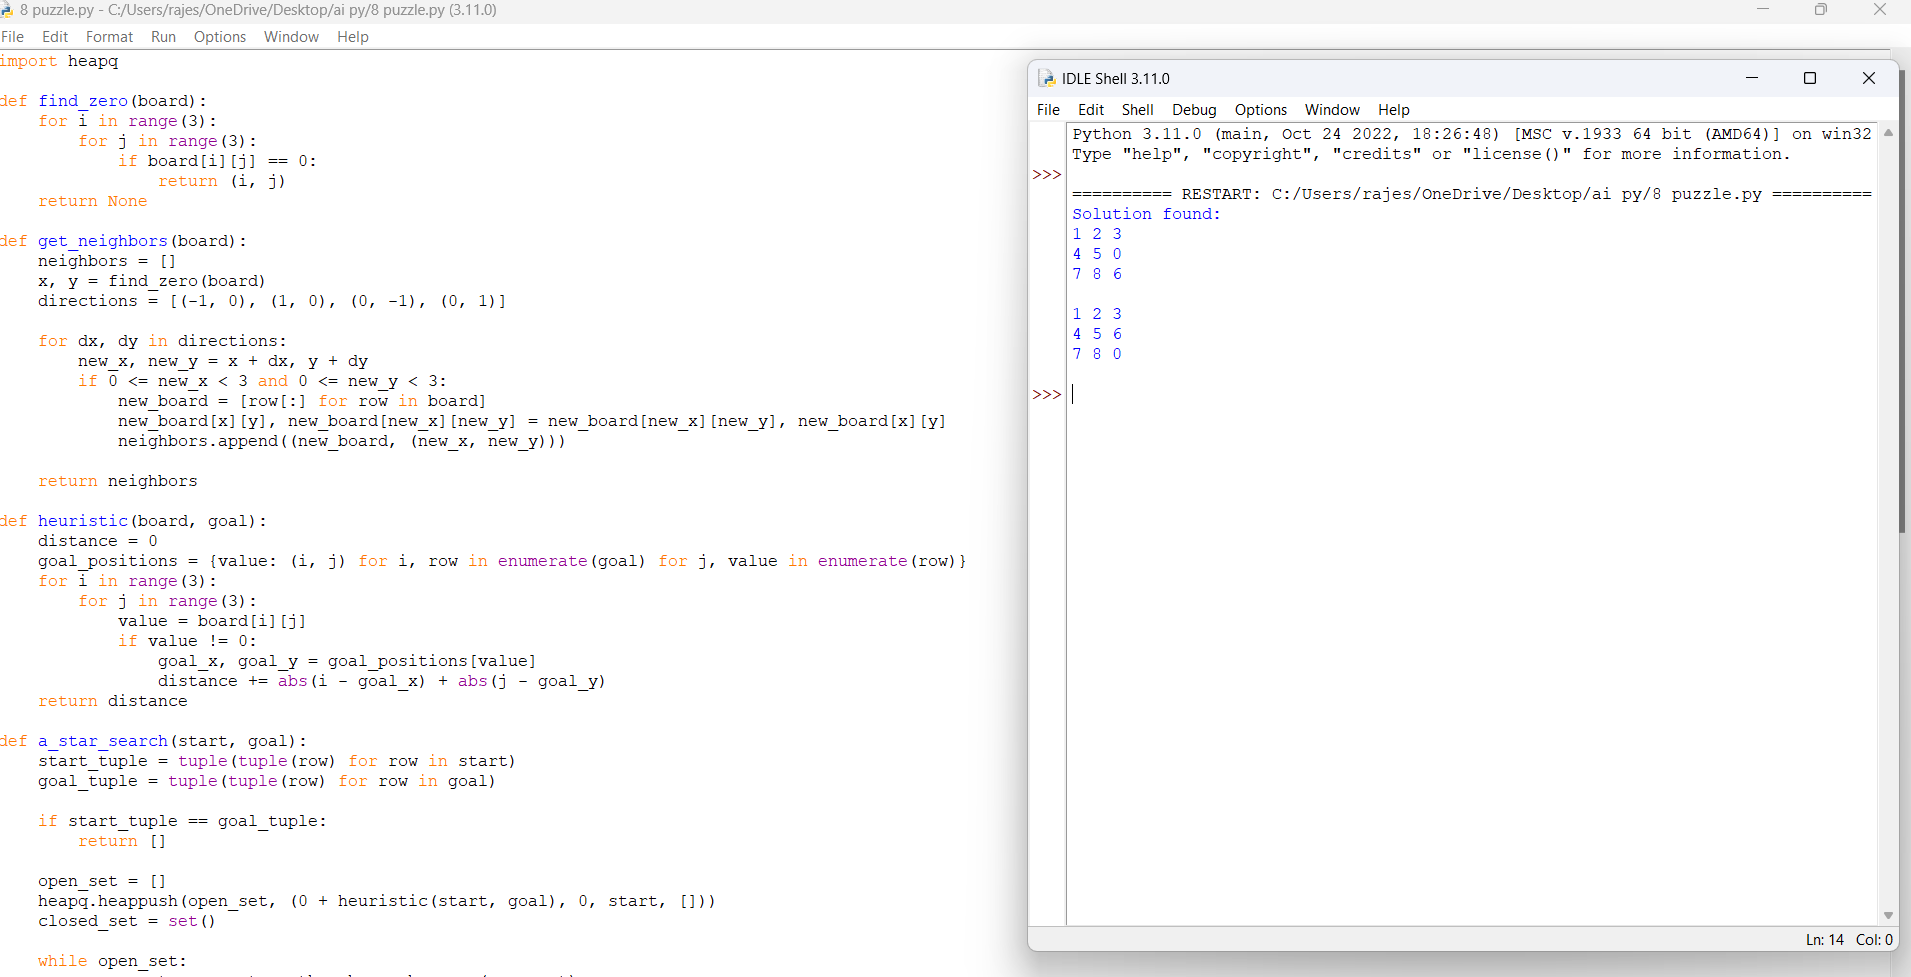 8 puzzle.py - C:/Users/rajes/OneDrive/Desktop/ai py/8 puzzle.py (3.11.0)
File Edit Format Run Options Window Help
import heapq
def find_zero(board):
    for i in range(3):
        for j in range(3):
            if board[i][j] == 0:
                return (i, j)
    return None
def get_neighbors(board):
    neighbors = []
    x, y = find_zero(board)
    directions = [(-1, 0), (1, 0), (0, -1), (0, 1)]
    for dx, dy in directions:
        new_x, new_y = x + dx, y + dy
        if 0 <= new_x < 3 and 0 <= new_y < 3:
            new_board = [row[:] for row in board]
            new_board[x][y], new_board[new_x][new_y] = new_board[new_x][new_y], new_board[x][y]
            neighbors.append((new_board, (new_x, new_y)))
    return neighbors
def heuristic(board, goal):
    distance = 0
    goal_positions = {value: (i, j) for i, row in enumerate(goal) for j, value in enumerate(row)}
    for i in range(3):
        for j in range(3):
            value = board[i][j]
            if value != 0:
                goal_x, goal_y = goal_positions[value]
                distance += abs(i - goal_x) + abs(j - goal_y)
    return distance
def a_star_search(start, goal):
    start_tuple = tuple(tuple(row) for row in start)
    goal_tuple = tuple(tuple(row) for row in goal)
    if start_tuple == goal_tuple:
        return []
    open_set = []
    heapq.heappush(open_set, (0 + heuristic(start, goal), 0, start, []))
    closed_set = set()
    while open_set:
IDLE Shell 3.11.0
File Edit Shell Debug Options Window Help
Python 3.11.0 (main, Oct 24 2022, 18:26:48) [MSC v.1933 64 bit (AMD64)] on win32
Type "help", "copyright", "credits" or "license()" for more information.
>>>
========== RESTART: C:/Users/rajes/OneDrive/Desktop/ai py/8 puzzle.py ==========
Solution found:
1 2 3
4 5 0
7 8 6
1 2 3
4 5 6
7 8 0
>>>
Ln: 14 Col: 0